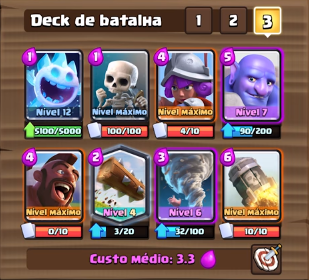 Deck de batalha 1 2 3
1 1 4 5
Nível 12 Nível máximo Nível máximo Nível 7
5100/5000 100/100 4/10 90/200
4 2 3 6
Nível máximo Nível 4 Nível 6 Nível máximo
0/10 3/20 32/100 10/10
Custo Médio: 3.3